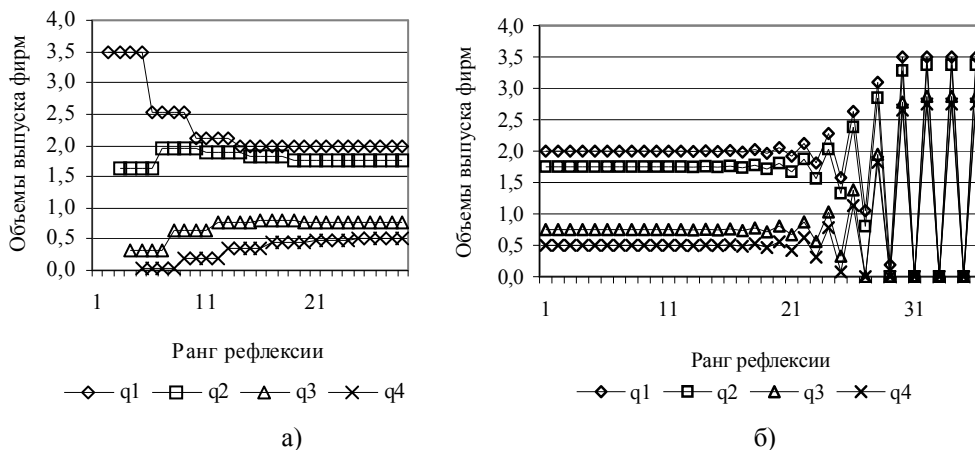 Объемы выпуска фирм
4,0
3,5
3,0
2,5
2,0
1,5
1,0
0,5
0,0
1
11
21
Ранг рефлексии
q1
q2
q3
q4
а)
Объемы выпуска фирм
4,0
3,5
3,0
2,5
2,0
1,5
1,0
0,5
0,0
1
11
21
31
Ранг рефлексии
q1
q2
q3
q4
б)